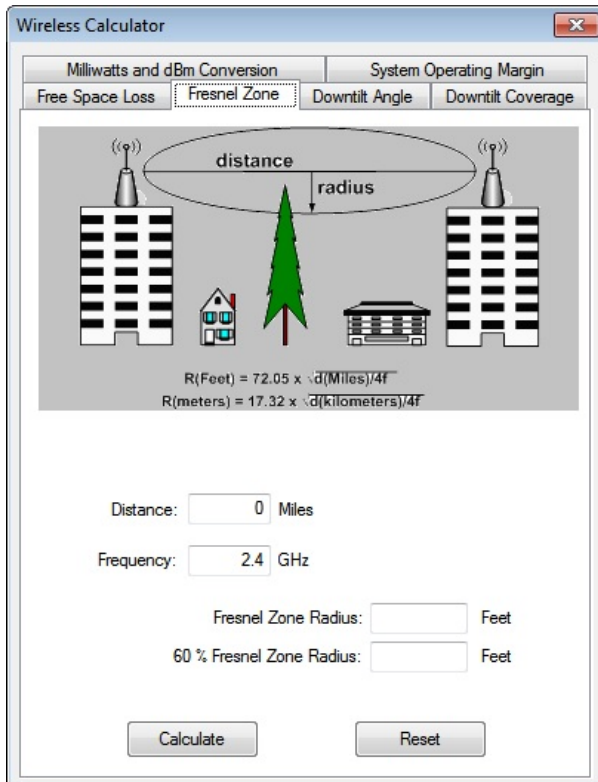 Wireless Calculator
Milliwatts and dBm Conversion
System Operating Margin
Free Space Loss
Fresnel Zone
Downtilt Angle
Downtilt Coverage
((o))
((o))
distance
radius
R(Feet) = 72.05 x √d(Miles)/4f
R(meters) = 17.32 x √d(kilometers)/4f
Distance: 0 Miles
Frequency: 2.4 GHz
Fresnel Zone Radius: Feet
60 % Fresnel Zone Radius: Feet
Calculate
Reset